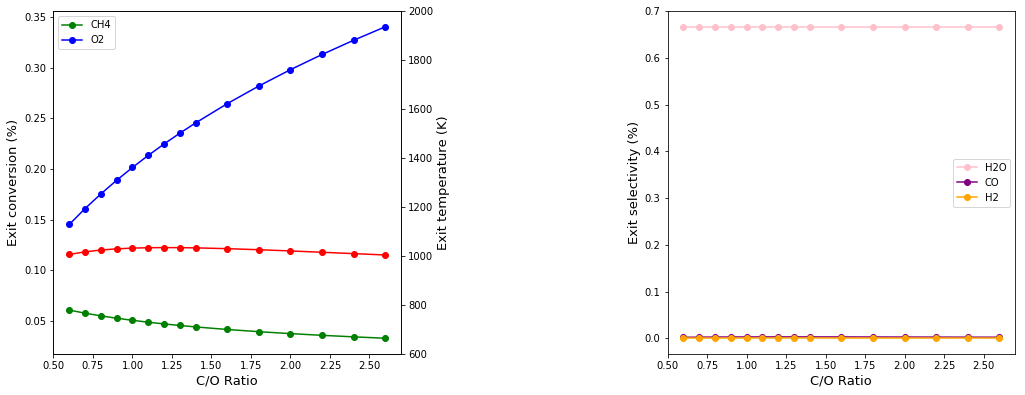 0.35
0.30
0.25
0.20
0.15
0.10
0.05
Exit conversion (%)
CH4
O2
2000
1800
1600
1400
1200
1000
800
600
Exit temperature (K)
0.50 0.75 1.00 1.25 1.50 1.75 2.00 2.25 2.50
C/O Ratio
0.7
0.6
0.5
0.4
0.3
0.2
0.1
0.0
Exit selectivity (%)
H2O
CO
H2
0.50 0.75 1.00 1.25 1.50 1.75 2.00 2.25 2.50
C/O Ratio